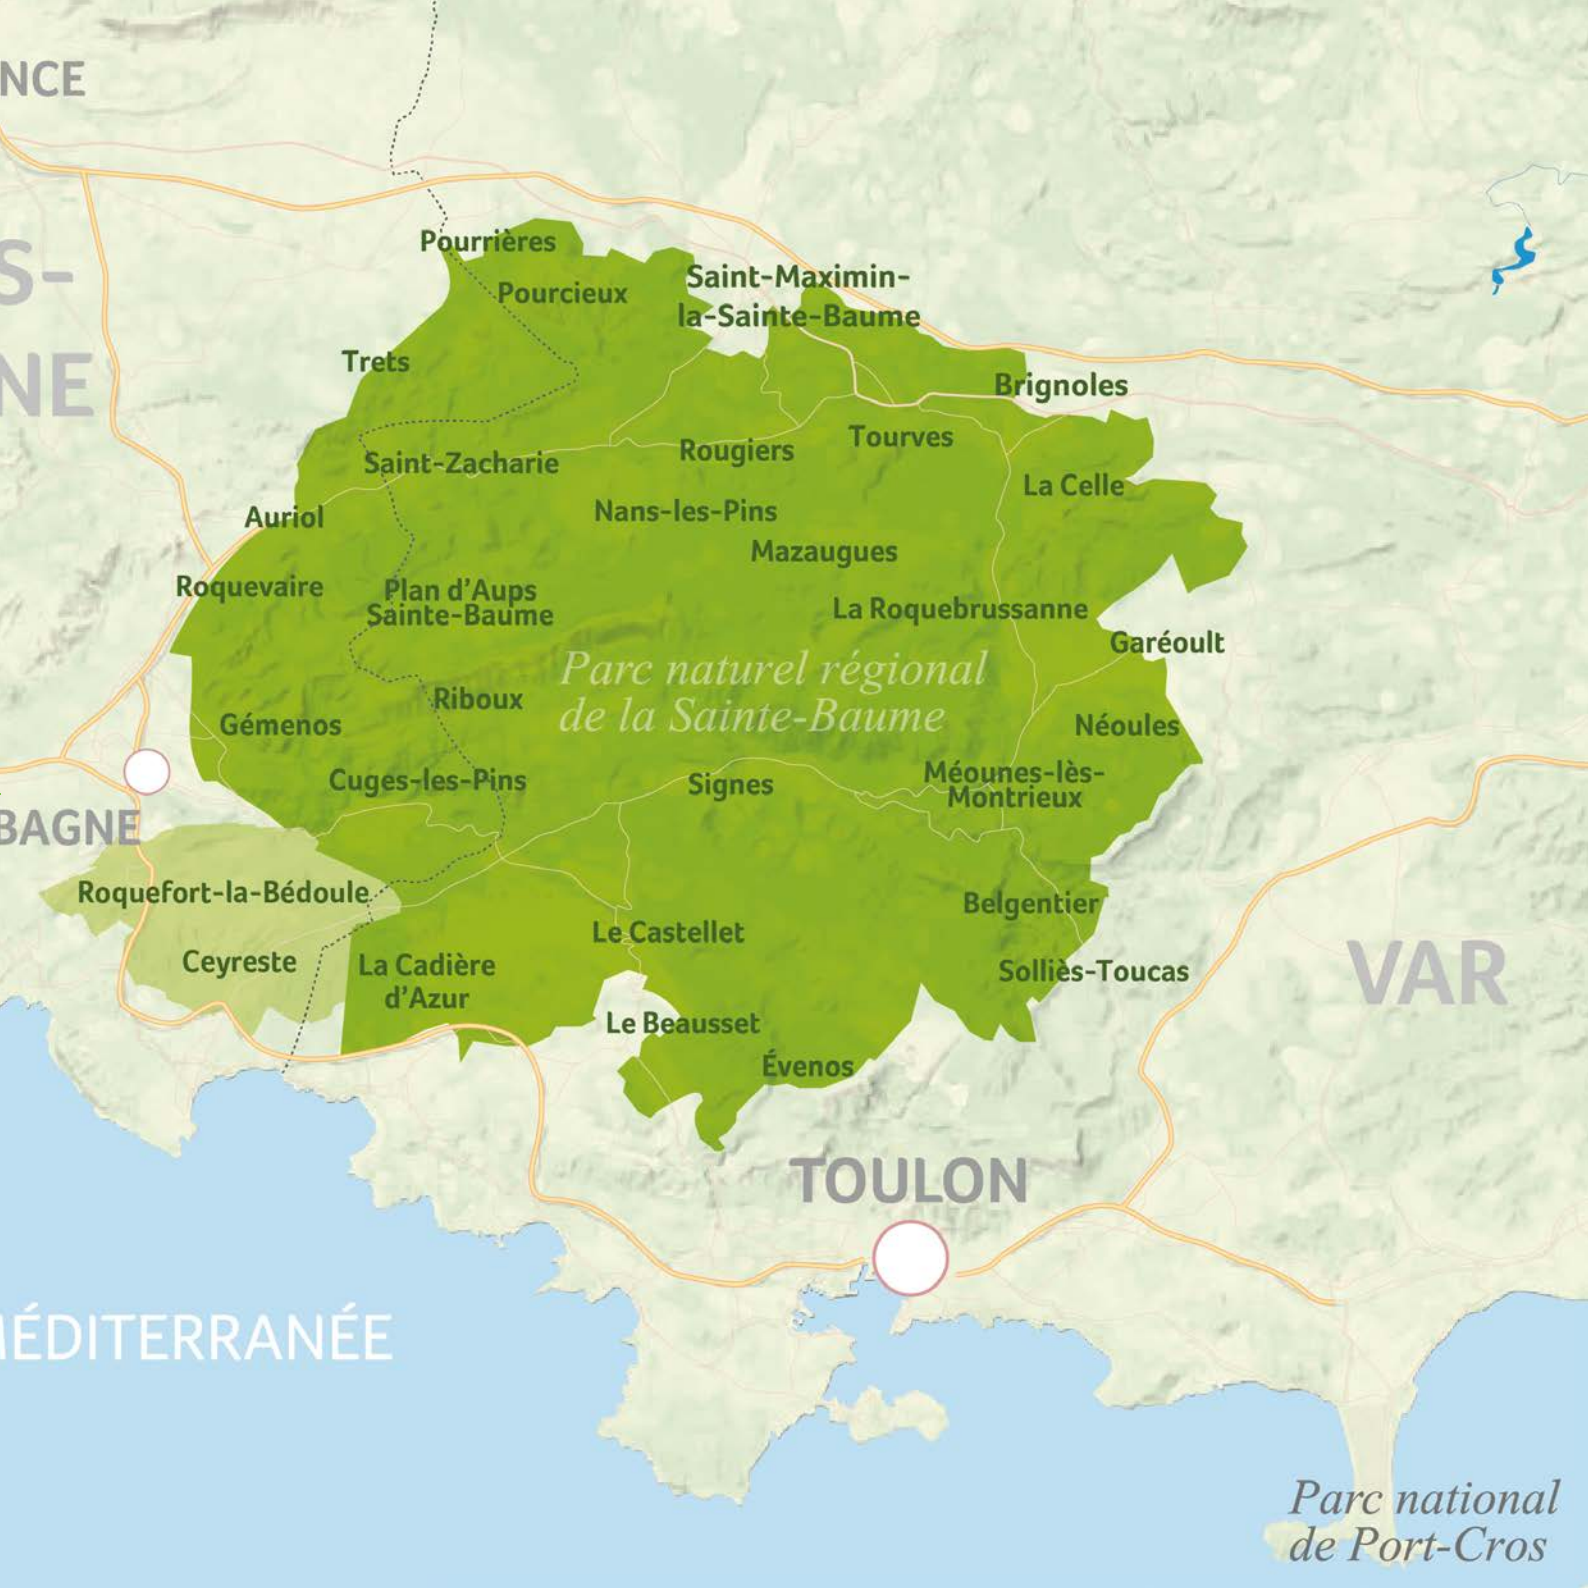 NCE
Pourrières
S-
Saint-Maximin-
Pourcieux
la-Sainte-Baume
Trets
NE
Brignoles
Tourves
Rougiers
Saint-Zacharie
La Celle
Nans-les-Pins
Auriol
Mazaugues
Roquevaire
Plan d'Aups
Sainte-Baume
La Roquebrussanne
Garéoult
Parc naturel régional
de la Sainte-Baume
Riboux
Gémenos
Néoules
Cuges-les-Pins
Signes
Méounes-lès-
Montrieux
BAGNE
Roquefort-la-Bédoule
Belgentier
Le Castellet
Ceyreste
La Cadière
d'Azur
Solliès-Toucas
VAR
Le Beausset
Évenos
TOULON
MÉDITERRANÉE
Parc national
de Port-Cros